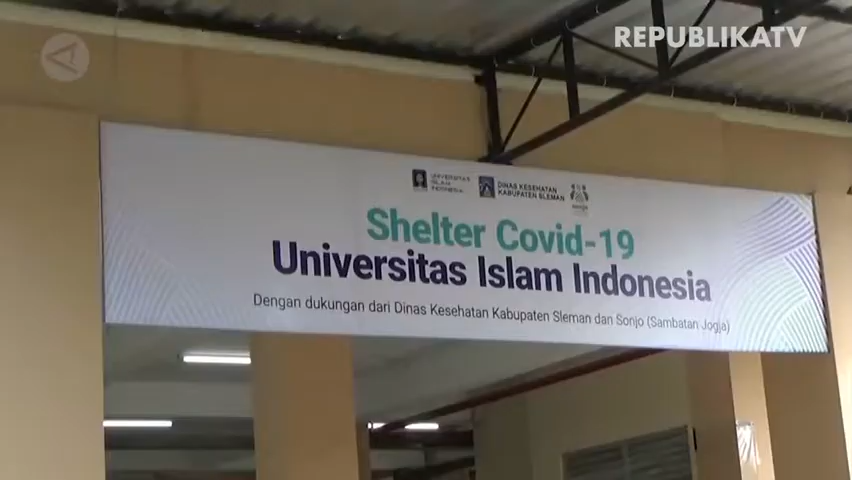 REPUBLIKATV
UNIVERSITAS
ISLAM
INDONESIA
DINAS KESEHATAN
KABUPATEN SLEMAN
sonjo
Shelter Covid-19
Universitas Islam Indonesia
Dengan dukungan dari Dinas Kesehatan Kabupaten Sleman dan Sonjo (Sambatan Jogja)